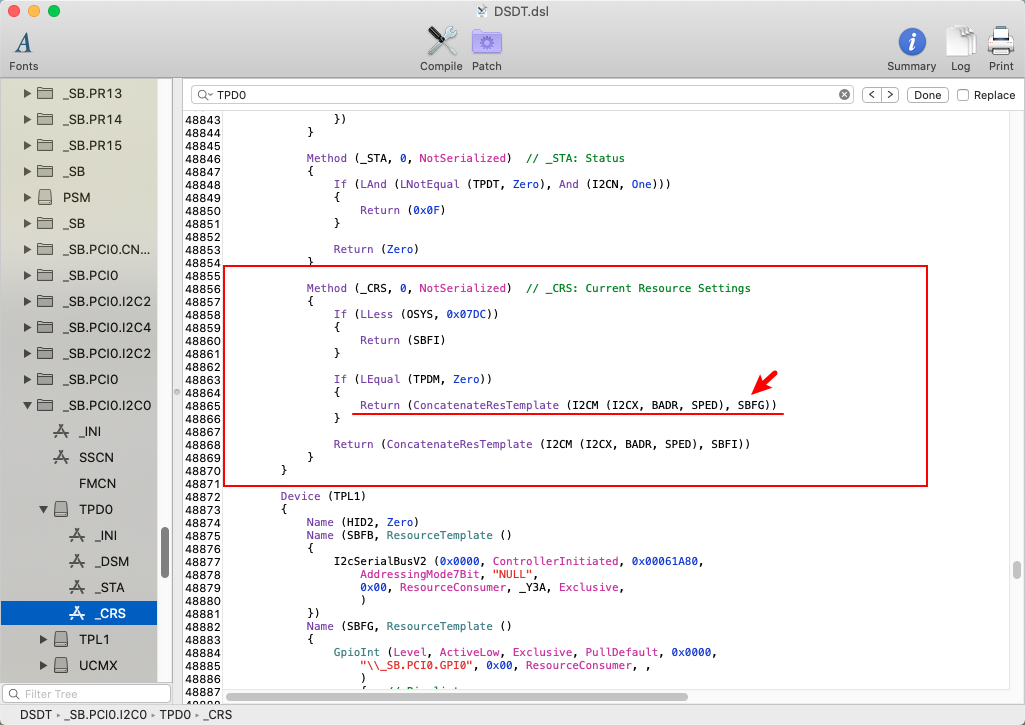 DSDT.dsl
Fonts
Compile
Patch
Summary
Log
Print
TPD0
Done
Replace
_SB.PR13
_SB.PR14
_SB.PR15
_SB
PSM
_SB
_SB.PCI0.CN...
_SB.PCI0
_SB.PCI0.I2C2
_SB.PCI0.I2C4
_SB.PCI0.I2C2
_SB.PCI0
_SB.PCI0.I2C0
_INI
SSCN
FMCN
TPD0
_INI
_DSM
_STA
_CRS
TPL1
UCMX
Filter Tree
48843 })
48844 }
48845
48846 Method (_STA, 0, NotSerialized) // _STA: Status
48847 {
48848 If (LAnd (LNotEqual (TPDT, Zero), And (I2CN, One)))
48849 {
48850 Return (0x0F)
48851 }
48852
48853 Return (Zero)
48854 }
48855
48856 Method (_CRS, 0, NotSerialized) // _CRS: Current Resource Settings
48857 {
48858 If (LLess (OSYS, 0x07DC))
48859 {
48860 Return (SBFI)
48861 }
48862
48863 If (LEqual (TPDM, Zero))
48864 {
48865 Return (ConcatenateResTemplate (I2CM (I2CX, BADR, SPED), SBFG))
48866 }
48867
48868 Return (ConcatenateResTemplate (I2CM (I2CX, BADR, SPED), SBFI))
48869 }
48870 }
48871
48872 Device (TPL1)
48873 {
48874 Name (HID2, Zero)
48875 Name (SBFB, ResourceTemplate ()
48876 {
48877 I2cSerialBusV2 (0x0000, ControllerInitiated, 0x00061A80,
48878 AddressingMode7Bit, "NULL",
48879 0x00, ResourceConsumer, _Y3A, Exclusive,
48880 )
48881 })
48882 Name (SBFG, ResourceTemplate ()
48883 {
48884 GpioInt (Level, ActiveLow, Exclusive, PullDefault, 0x0000,
48885 "\\_SB.PCI0.GPI0", 0x00, ResourceConsumer, ,
48886 )
48887
DSDT › _SB.PCI0.I2C0 › TPD0 › _CRS